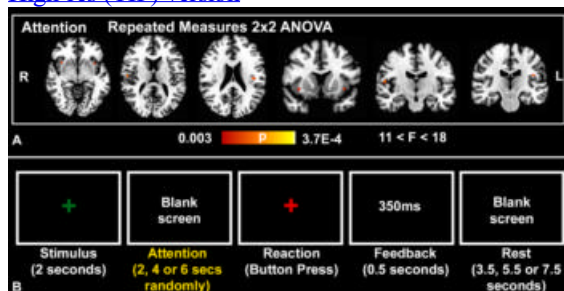 Attention Repeated Measures 2x2 ANOVA
R
L
A
0.003 P 3.7E-4 11 < F < 18
Blank
screen
350ms
Blank
screen
Stimulus
(2 seconds)
Attention
(2, 4 or 6 secs
randomly)
Reaction
(Button Press)
Feedback
(0.5 seconds)
Rest
(3.5, 5.5 or 7.5
seconds)
B